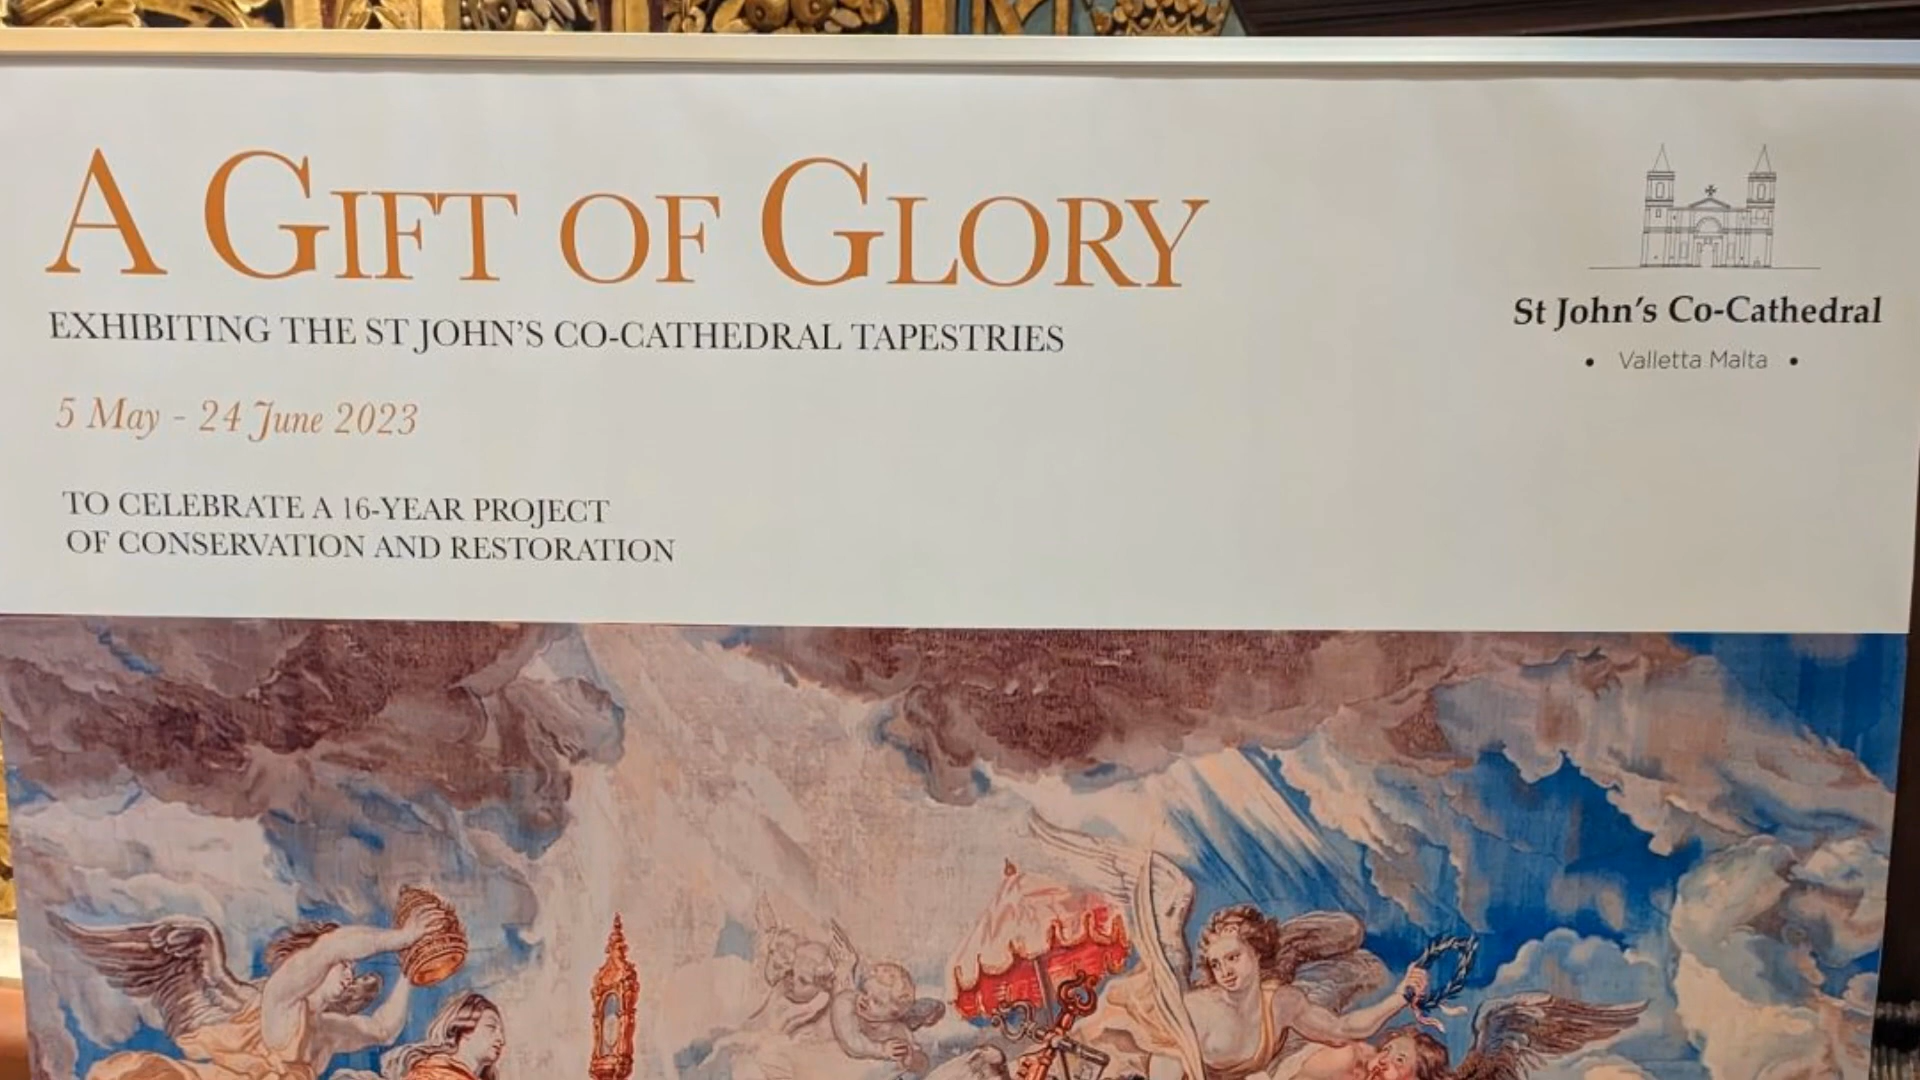 A GIFT OF GLORY
EXHIBITING THE ST JOHN'S CO-CATHEDRAL TAPESTRIES
5 May - 24 June 2023
TO CELEBRATE A 16-YEAR PROJECT
OF CONSERVATION AND RESTORATION
St John's Co-Cathedral
• Valletta Malta •